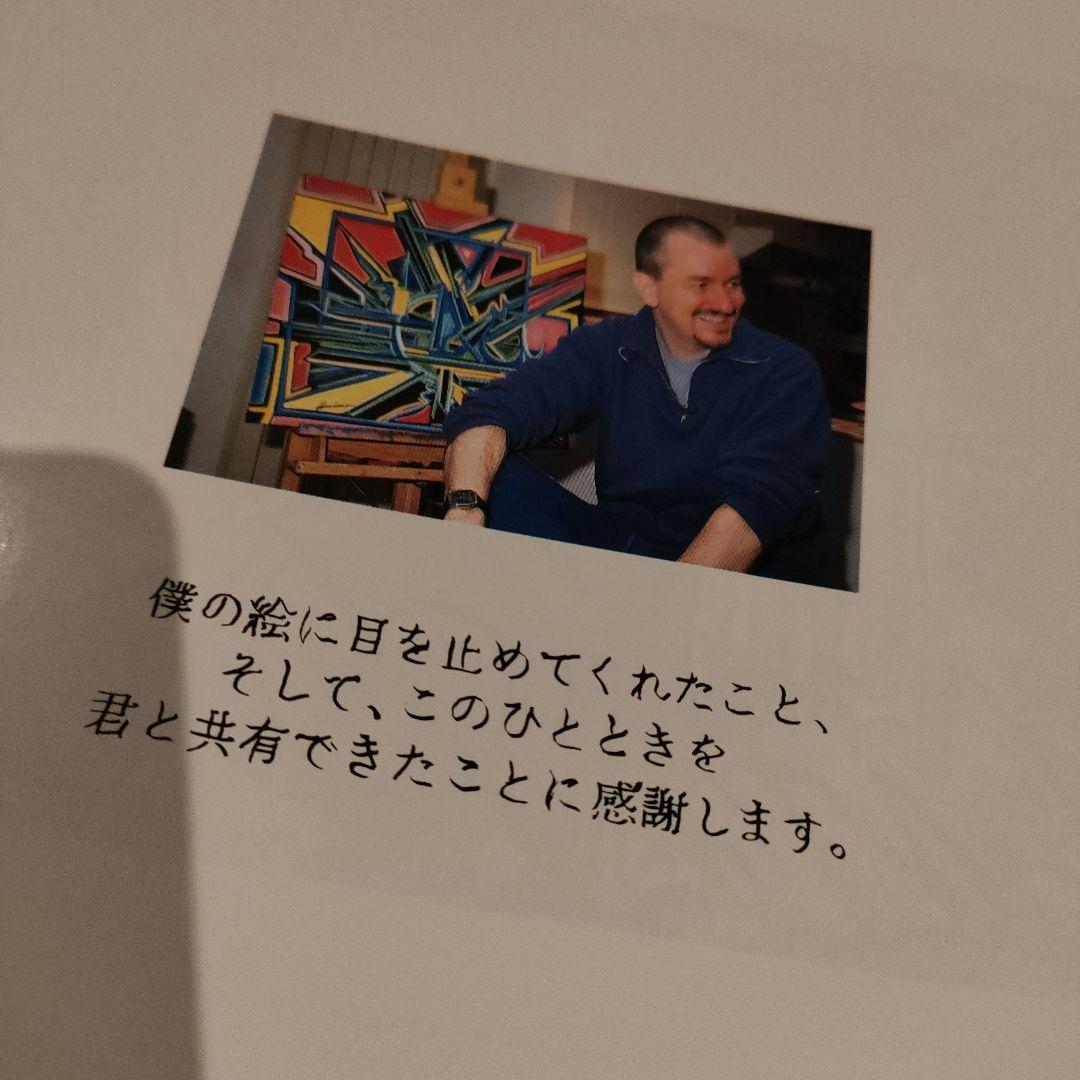 僕の絵に目を止めてくれたこと、
そして、このひとときを
君と共有できたことに感謝します。